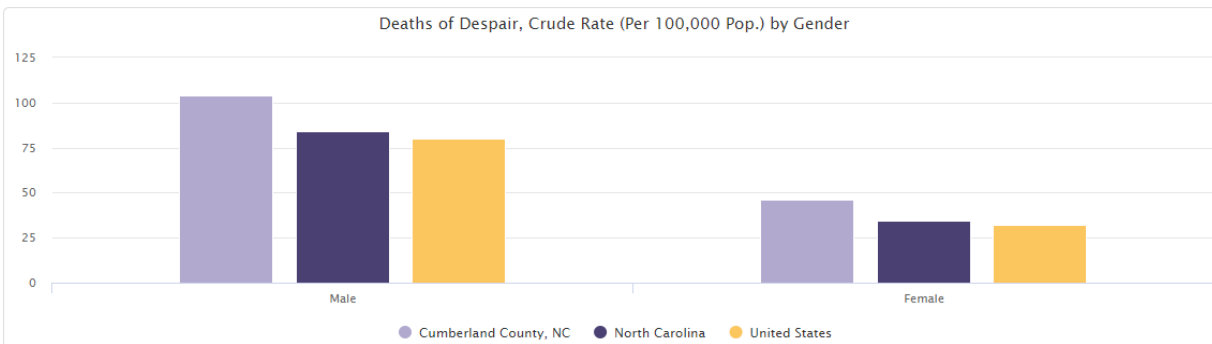 Deaths of Despair, Crude Rate (Per 100,000 Pop.) by Gender
125
100
75
50
25
0
Male Female
Cumberland County, NC North Carolina United States